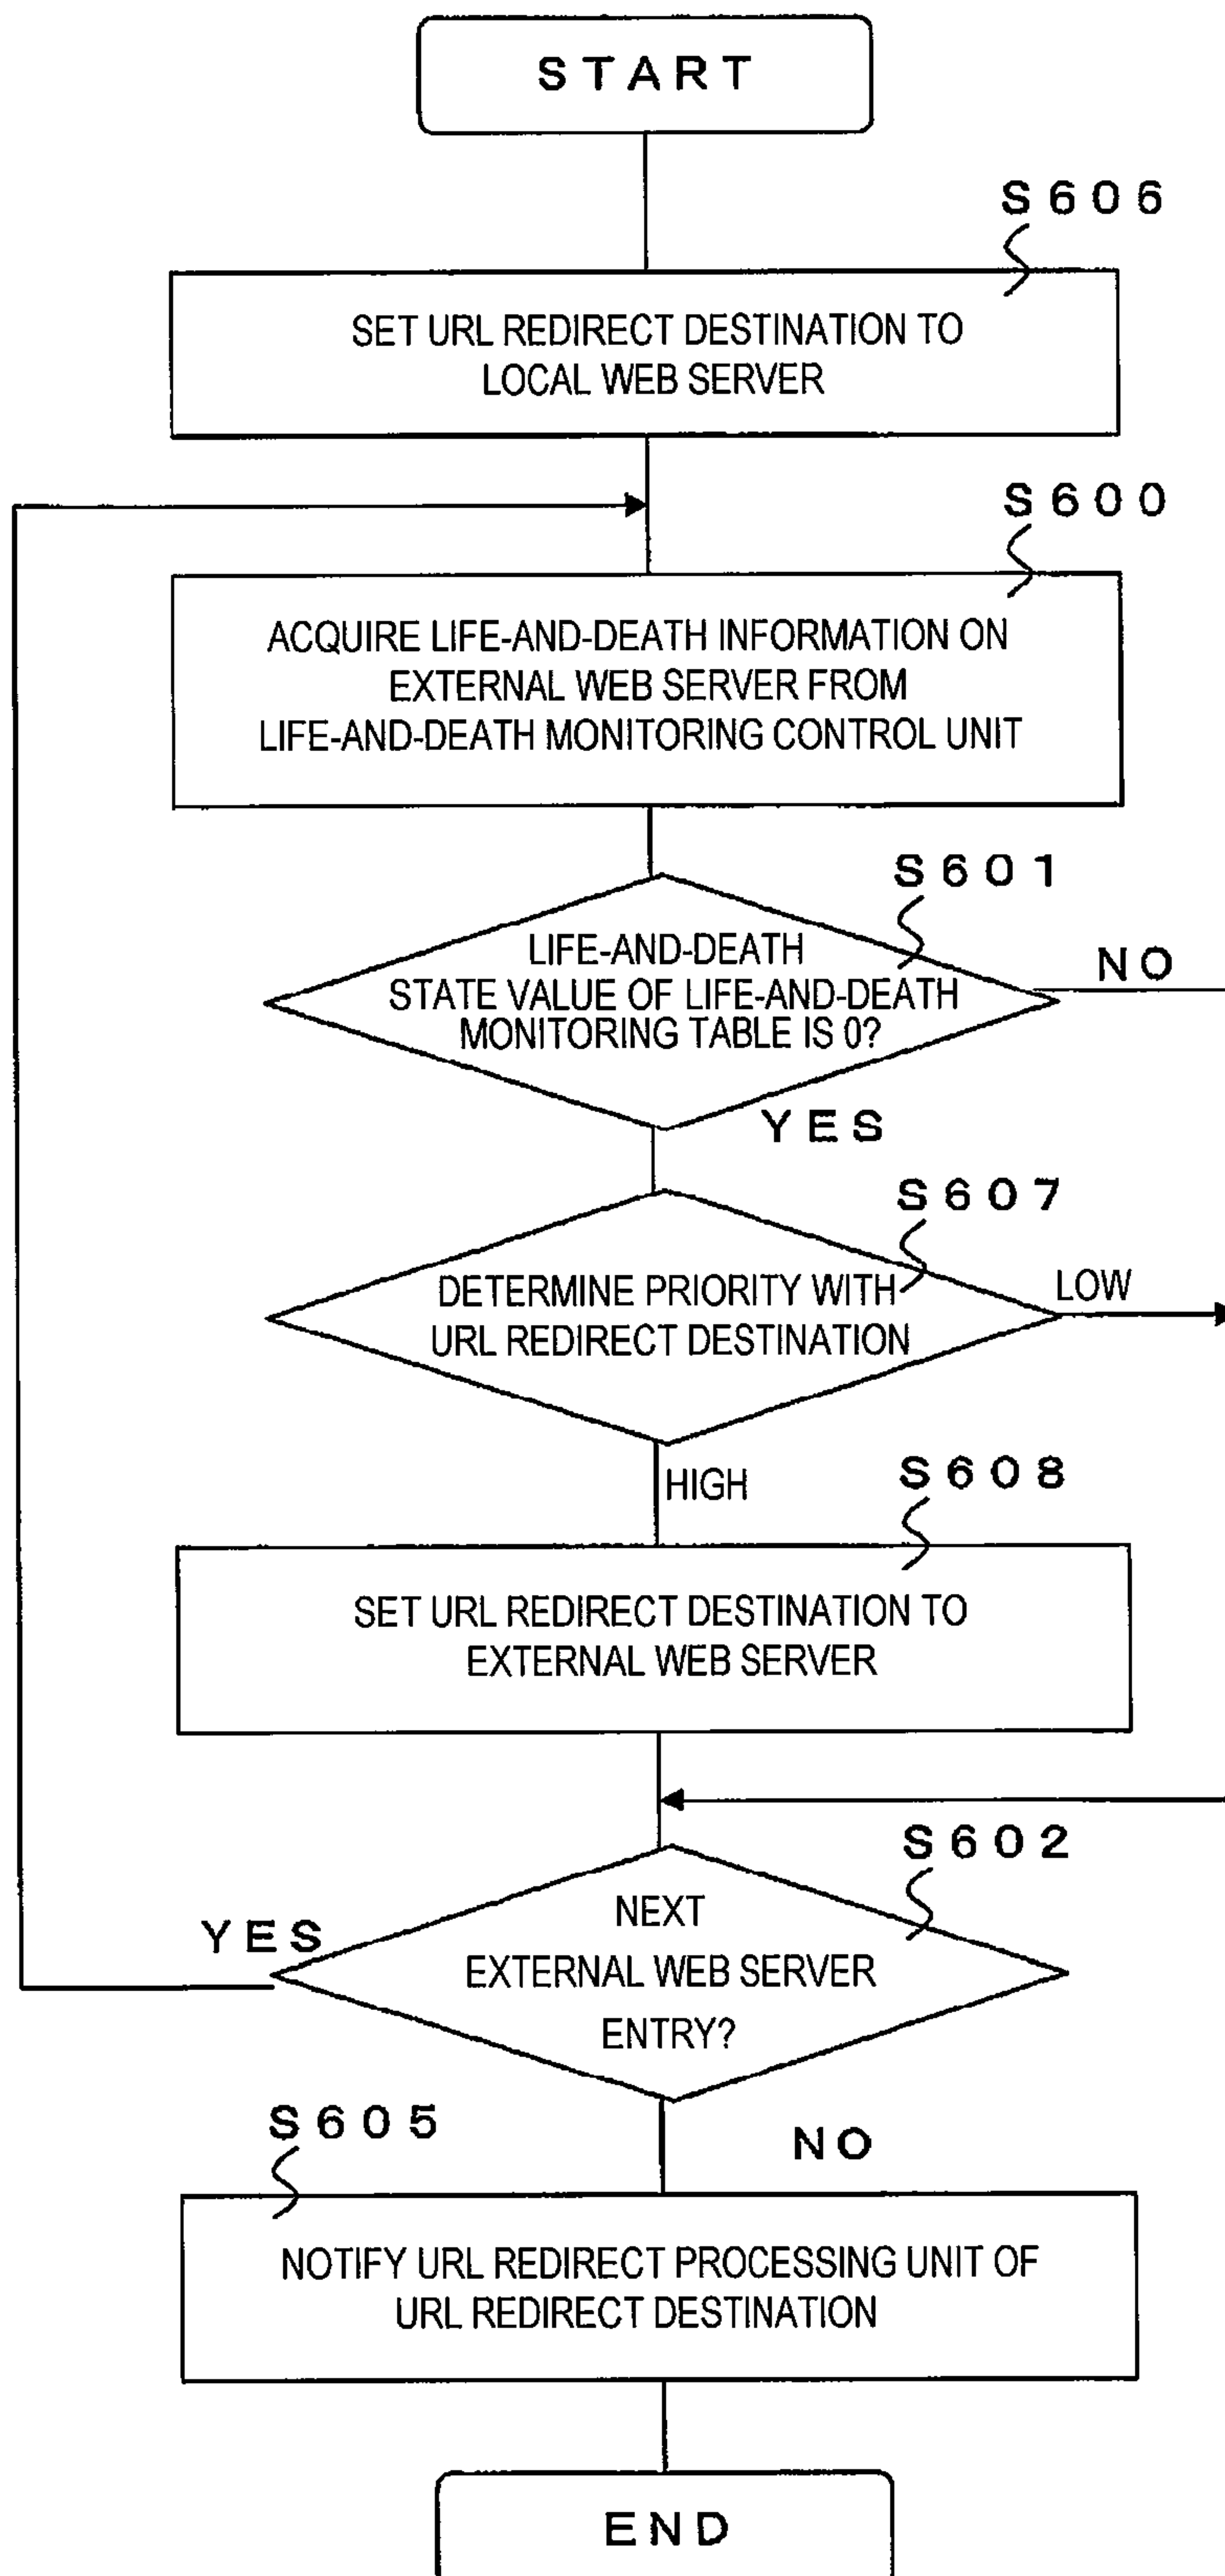 START
S606
SET URL REDIRECT DESTINATION TO
LOCAL WEB SERVER
S600
ACQUIRE LIFE-AND-DEATH INFORMATION ON
EXTERNAL WEB SERVER FROM
LIFE-AND-DEATH MONITORING CONTROL UNIT
S601
LIFE-AND-DEATH
STATE VALUE OF LIFE-AND-DEATH
MONITORING TABLE IS 0?
NO
YES
S607
DETERMINE PRIORITY WITH
URL REDIRECT DESTINATION
LOW
HIGH
S608
SET URL REDIRECT DESTINATION TO
EXTERNAL WEB SERVER
S602
NEXT
EXTERNAL WEB SERVER
ENTRY?
YES
NO
S605
NOTIFY URL REDIRECT PROCESSING UNIT OF
URL REDIRECT DESTINATION
END